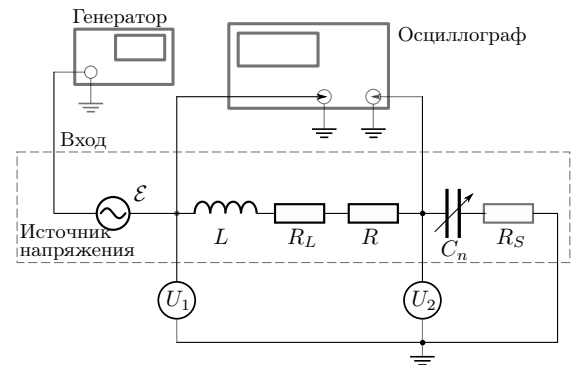 Генератор
Осциллограф
Вход
ℰ
Источник
напряжения
L
R_L
R
C_n
R_S
U_1
U_2